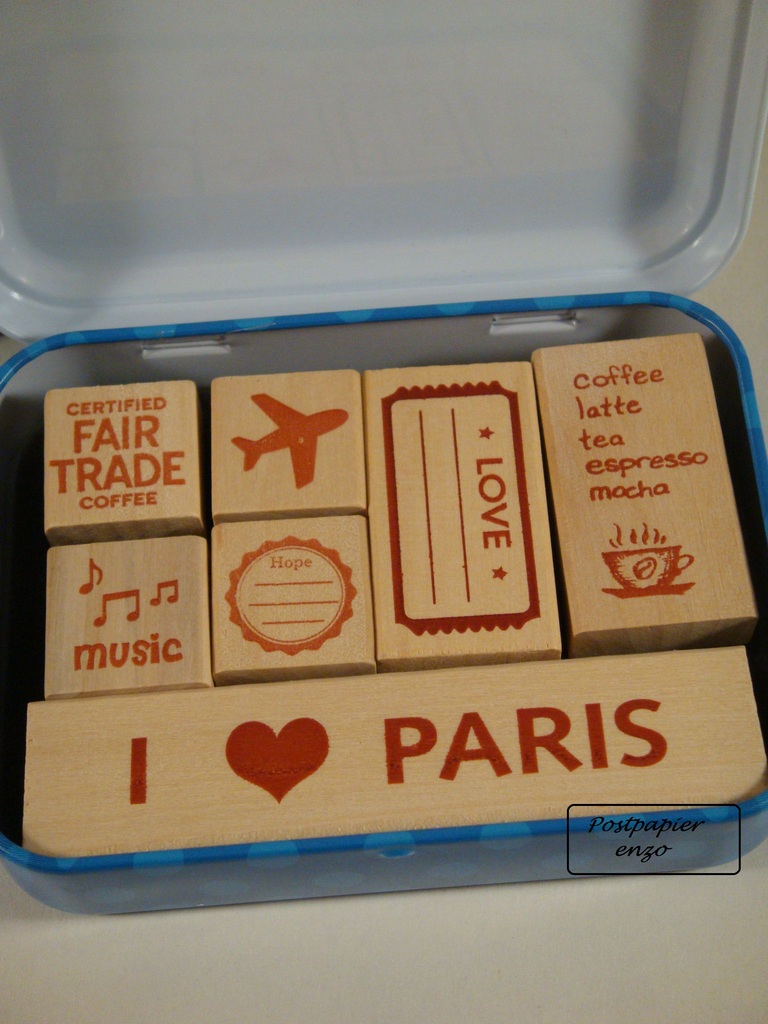 CERTIFIED
FAIR
TRADE
COFFEE
LOVE
coffee
latte
tea
espresso
mocha
music
Hope
I ♥ PARIS
Postpapier
enzo